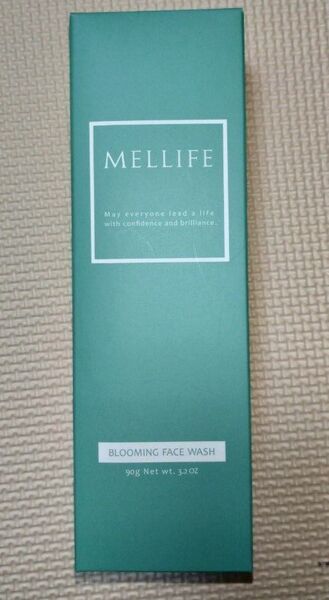 MELLIFE
May everyone lead a life
with confidence and brilliance.
BLOOMING FACE WASH
90g Net wt. 3.2 OZ